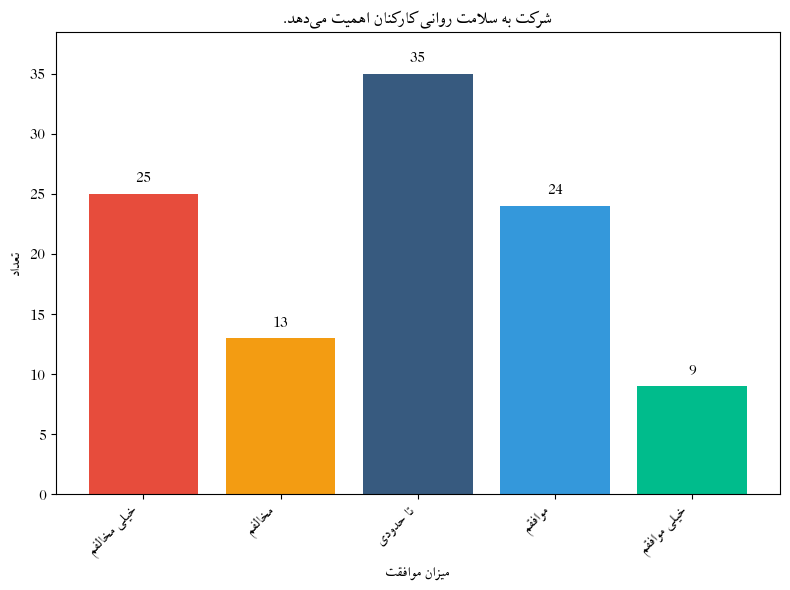 شرکت به سلامت روانی کارکنان اهمیت می‌دهد.
تعداد
35
30
25
20
15
10
5
0
25
13
35
24
9
خیلی مخالفم
مخالفم
تا حدودی
موافقم
خیلی موافقم
میزان موافقت